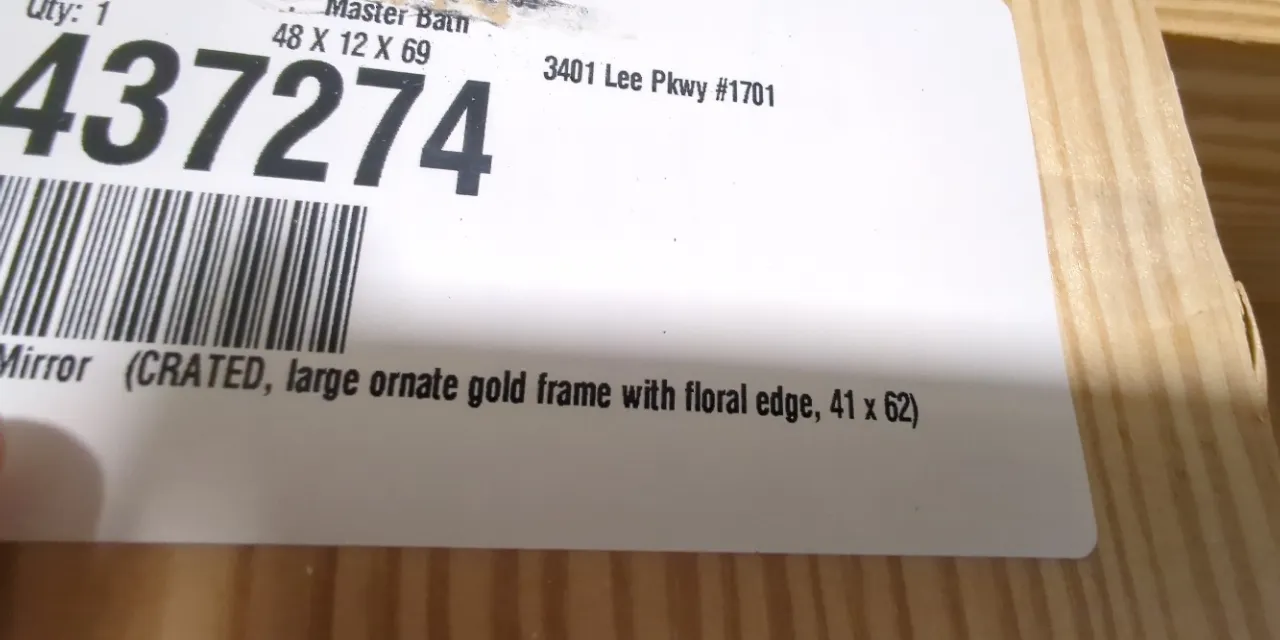 Qty: 1
Master Bath
48 X 12 X 69
3401 Lee Pkwy #1701
437274
Mirror (CRATED, large ornate gold frame with floral edge, 41 x 62)